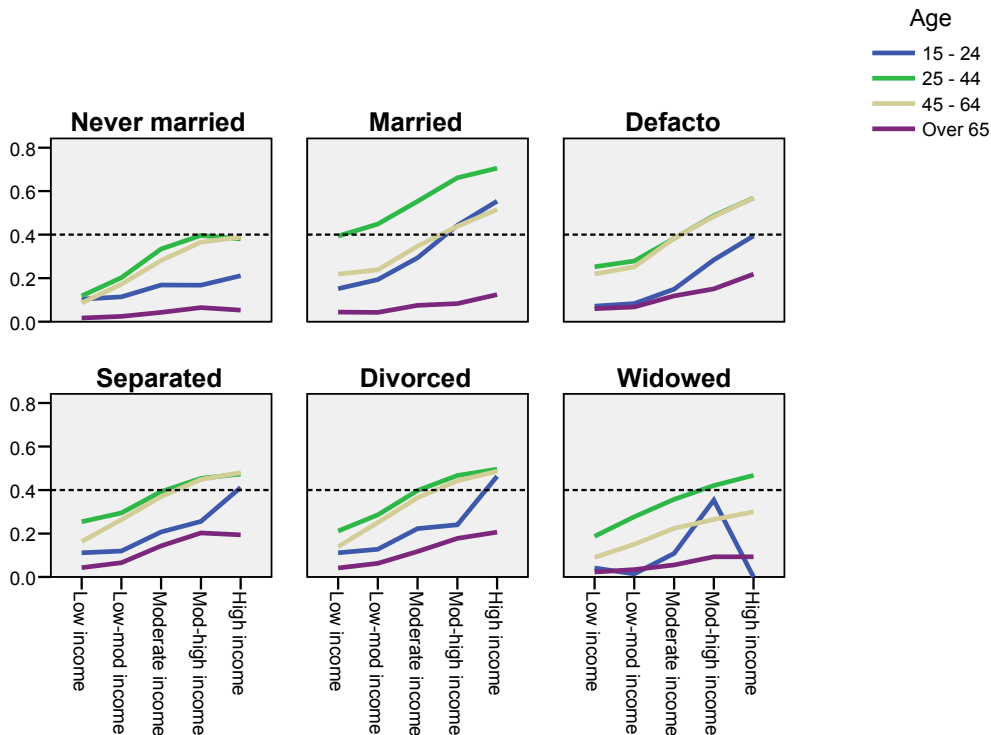 Age
15 - 24
25 - 44
45 - 64
Over 65
Never married
Married
Defacto
0.8
0.6
0.4
0.2
0.0
Separated
Divorced
Widowed
0.8
0.6
0.4
0.2
0.0
Low income
Low-mod income
Moderate income
Mod-high income
High income
Low income
Low-mod income
Moderate income
Mod-high income
High income
Low income
Low-mod income
Moderate income
Mod-high income
High income